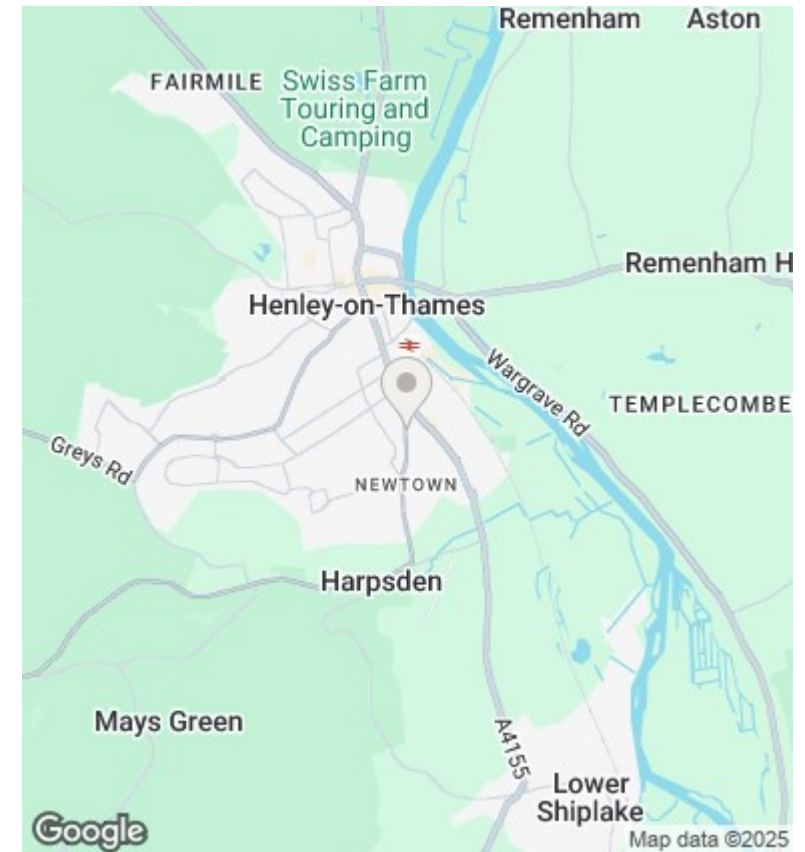 Remenham
Aston
FAIRMILE
Swiss Farm
Touring and
Camping
Remenham H
Henley-on-Thames
Wargrave Rd
TEMPLECOMBE
Greys Rd
NEWTOWN
Harpsden
Mays Green
A4155
Lower
Shiplake
Google
Map data ©2025